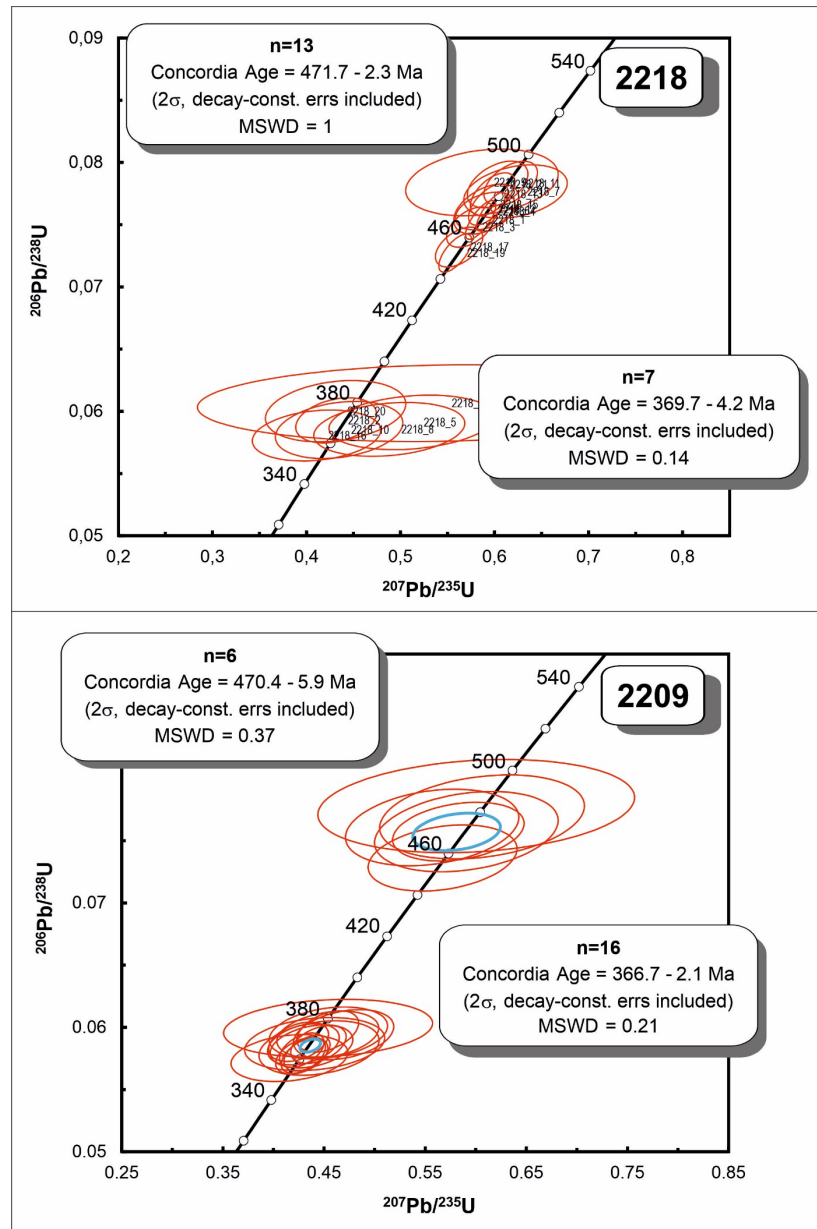 0,09
n=13
Concordia Age = 471.7 - 2.3 Ma
(2σ, decay-const. errs included)
MSWD = 1
540
2218
0,08
500
2218_7
2218_1
2218_3
460
2218_17
2218_19
0,07
420
²⁰⁶Pb/²³⁸U
n=7
Concordia Age = 369.7 - 4.2 Ma
(2σ, decay-const. errs included)
MSWD = 0.14
380
2218_
2218_20
2218_2
2218_5
2218_10
2218_8
0,06
340
0,05
0,2
0,3
0,4
0,5
0,6
0,7
0,8
²⁰⁷Pb/²³⁵U
n=6
Concordia Age = 470.4 - 5.9 Ma
(2σ, decay-const. errs included)
MSWD = 0.37
540
2209
500
460
0.07
420
²⁰⁶Pb/²³⁸U
n=16
Concordia Age = 366.7 - 2.1 Ma
(2σ, decay-const. errs included)
MSWD = 0.21
380
0.06
340
0.05
0.25
0.35
0.45
0.55
0.65
0.75
0.85
²⁰⁷Pb/²³⁵U